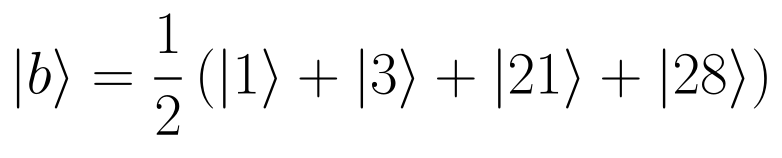 |b⟩ = 1/2 (|1⟩ + |3⟩ + |21⟩ + |28⟩)